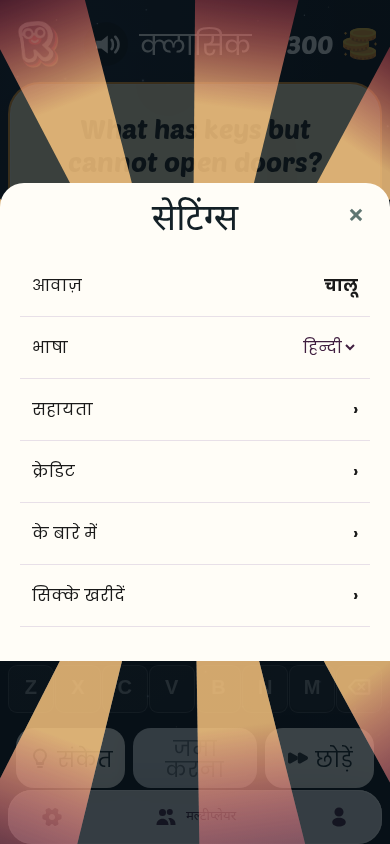 क्लासिक
300
What has keys but
cannot open doors?
सेटिंग्स
×
आवाज़ चालू
भाषा हिन्दी
सहायता ›
क्रेडिट ›
के बारे में ›
सिक्के खरीदें ›
Z X C V B N M
संकेत
जमा
करना
छोड़ें
मल्टीप्लेयर